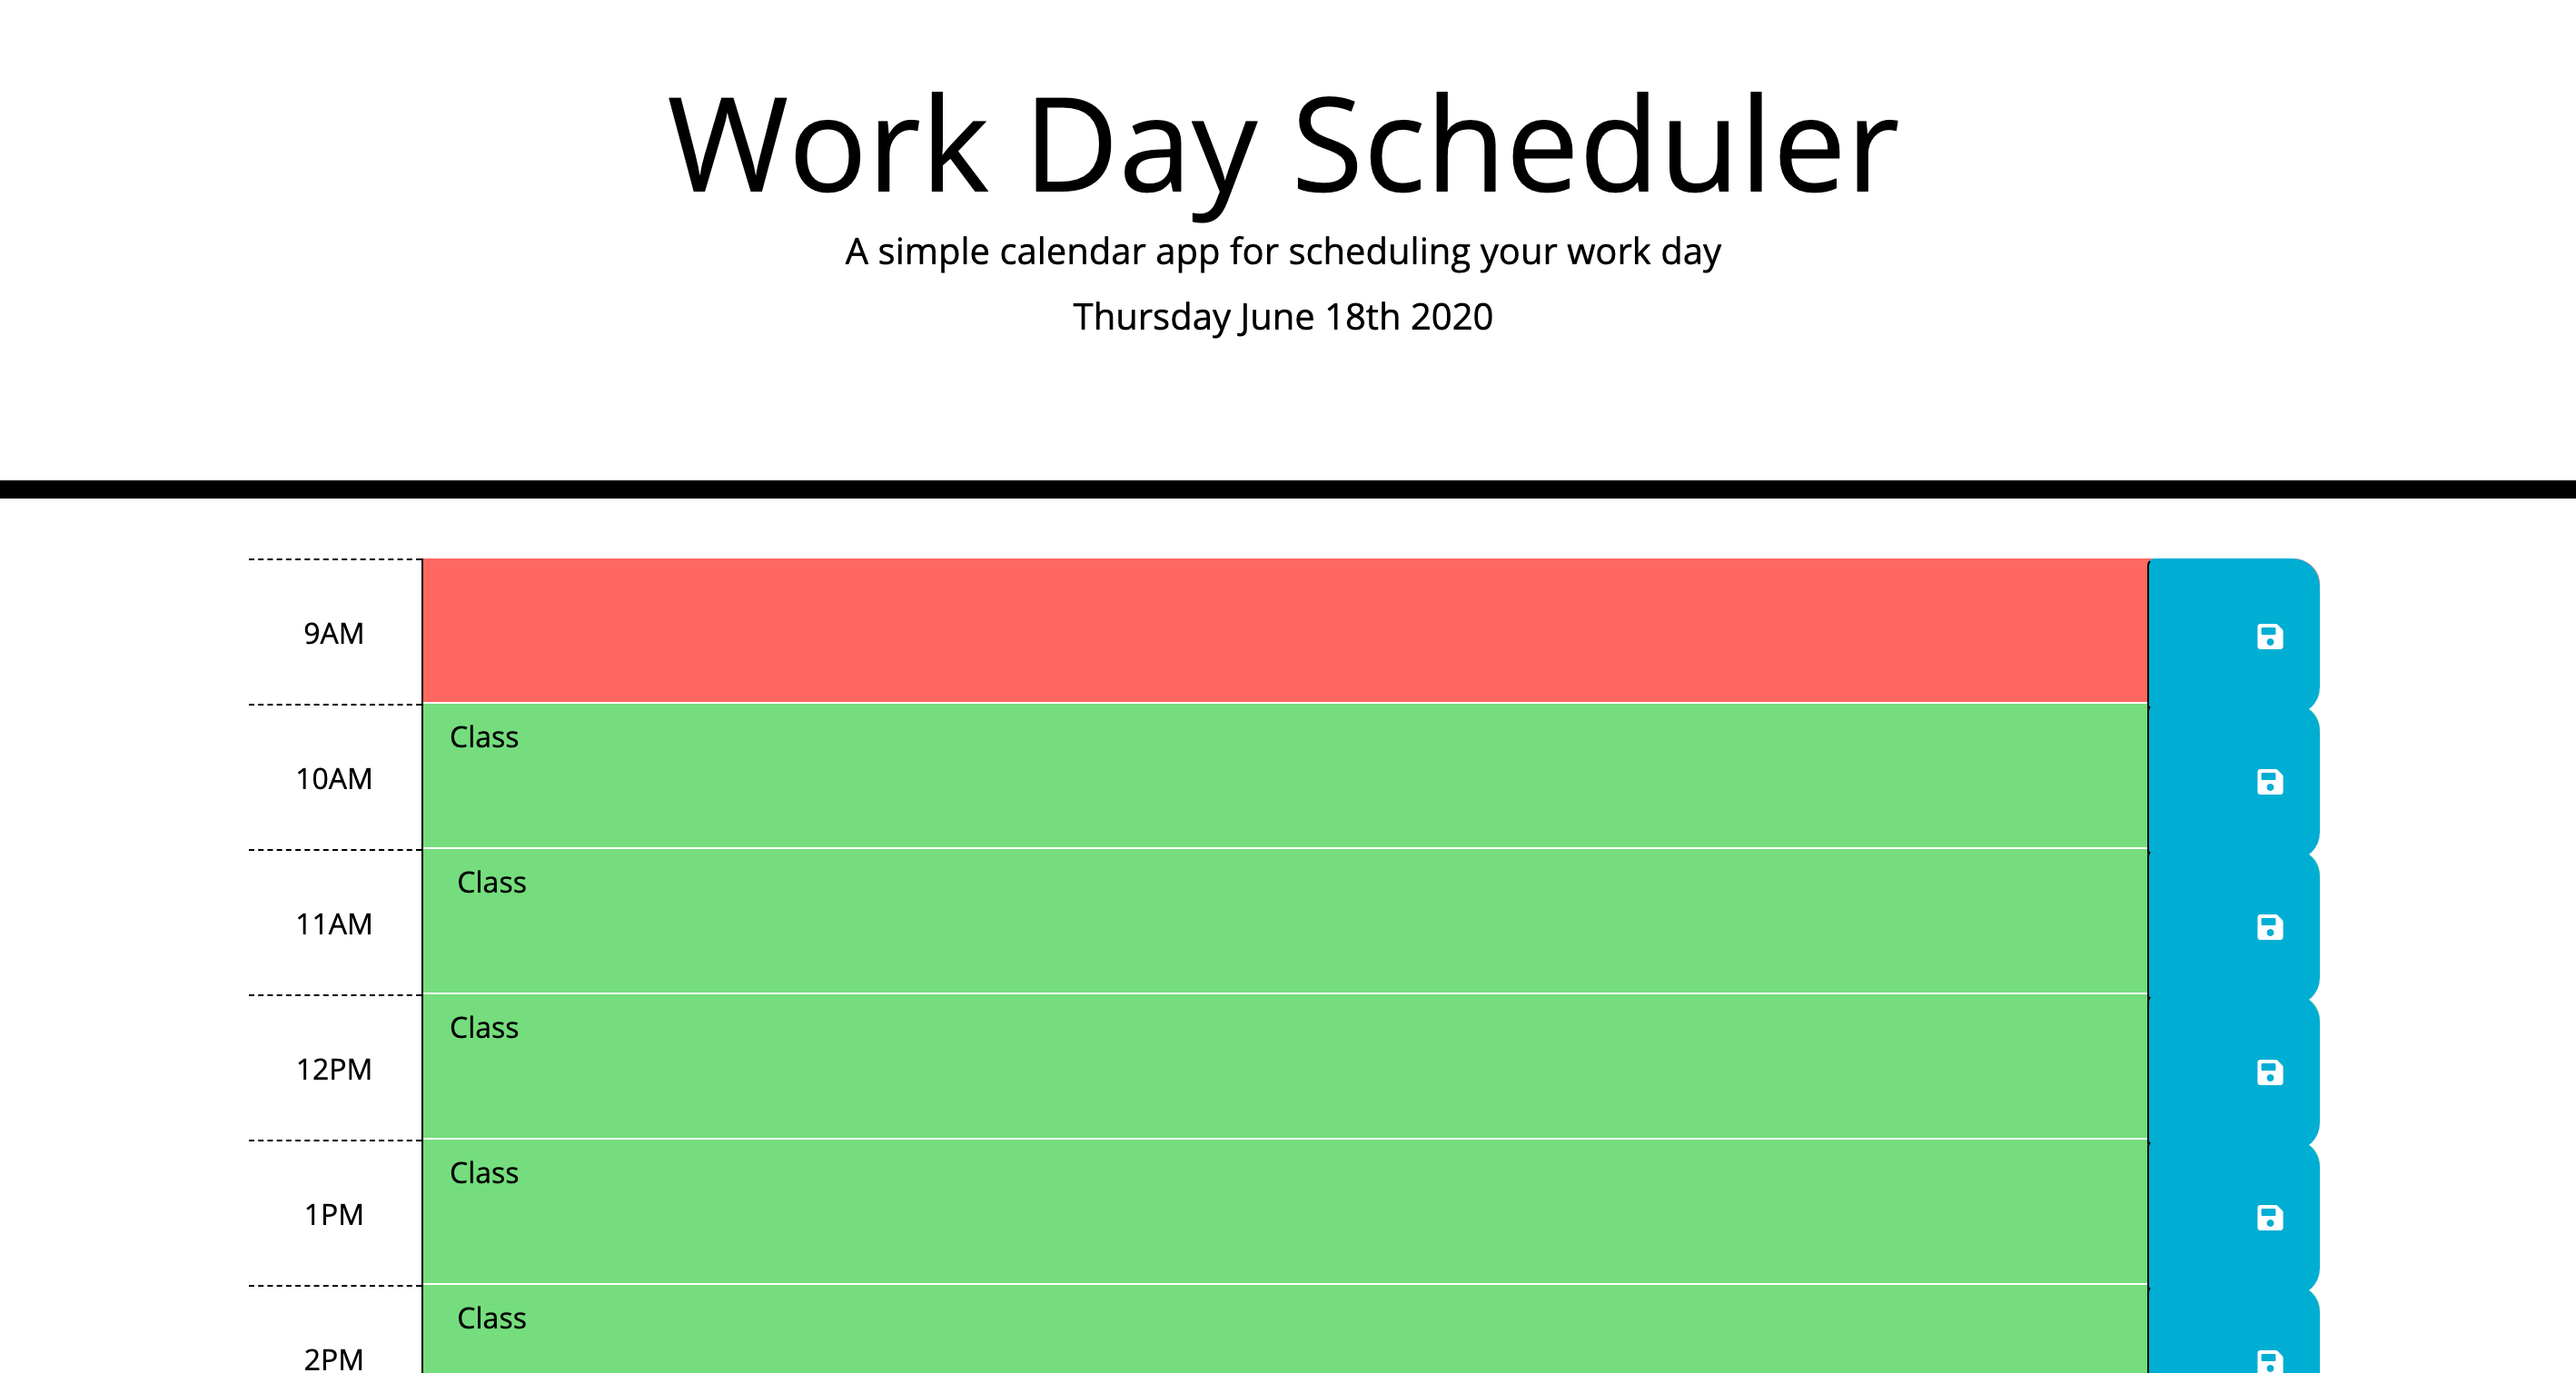 Work Day Scheduler
A simple calendar app for scheduling your work day
Thursday June 18th 2020
9AM
Class
10AM
Class
11AM
Class
12PM
Class
1PM
Class
2PM